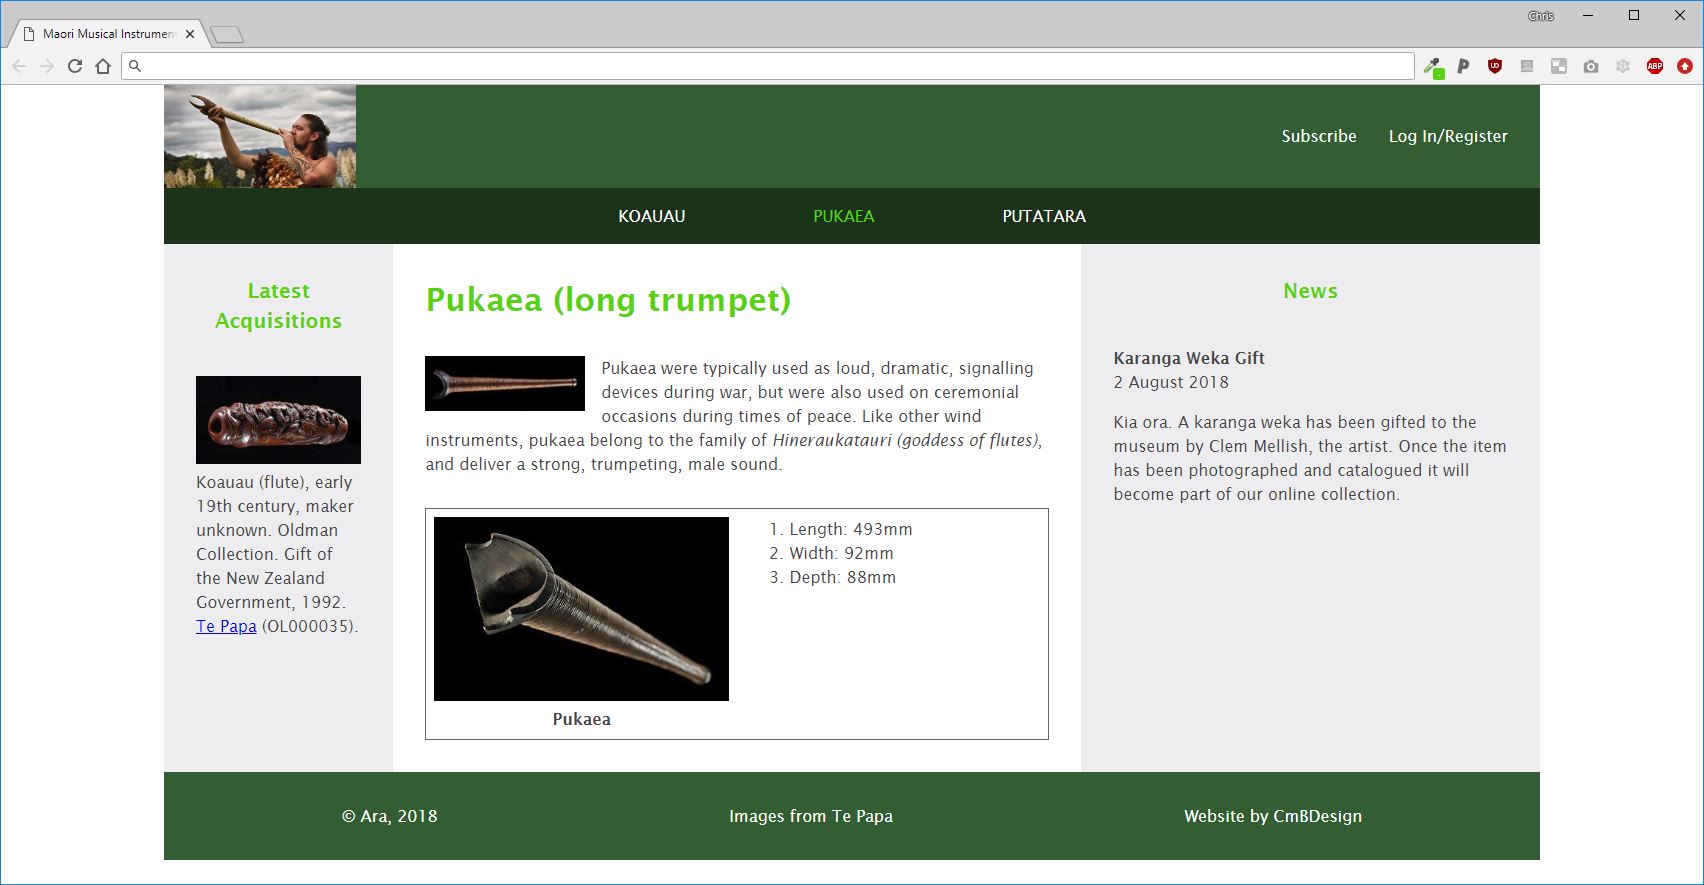 Chris
Maori Musical Instrument
Subscribe Log In/Register
KOAUAU PUKAEA PUTATARA
Latest
Acquisitions
Koauau (flute), early
19th century, maker
unknown. Oldman
Collection. Gift of
the New Zealand
Government, 1992.
Te Papa (OL000035).
Pukaea (long trumpet)
Pukaea were typically used as loud, dramatic, signalling
devices during war, but were also used on ceremonial
occasions during times of peace. Like other wind
instruments, pukaea belong to the family of Hineraukatauri (goddess of flutes),
and deliver a strong, trumpeting, male sound.
1. Length: 493mm
2. Width: 92mm
3. Depth: 88mm
Pukaea
News
Karanga Weka Gift
2 August 2018
Kia ora. A karanga weka has been gifted to the
museum by Clem Mellish, the artist. Once the item
has been photographed and catalogued it will
become part of our online collection.
© Ara, 2018 Images from Te Papa Website by CmBDesign